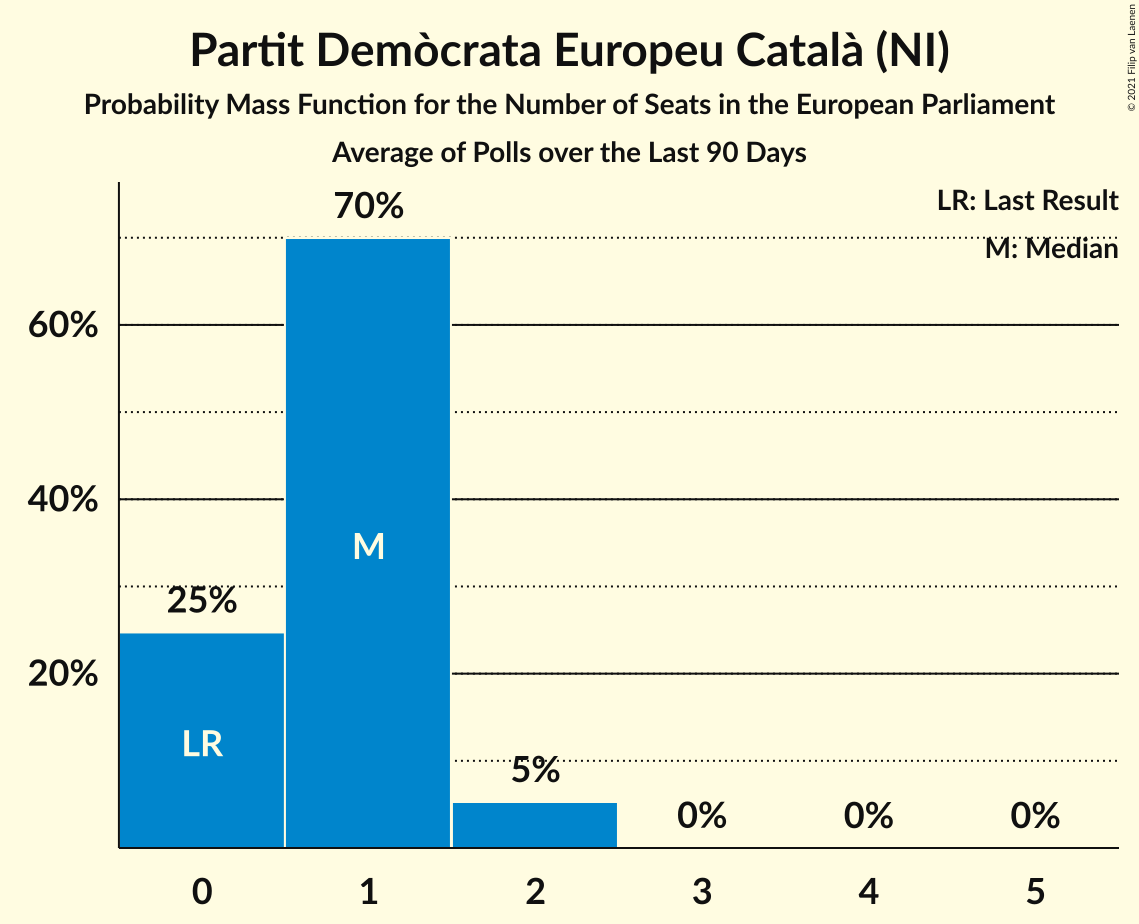 Partit Demòcrata Europeu Català (NI)
Probability Mass Function for the Number of Seats in the European Parliament
Average of Polls over the Last 90 Days
© 2021 Filip van Laenen
LR: Last Result
M: Median
70%
60%
40%
M
25%
20%
LR
5%
0%
0%
0%
0
1
2
3
4
5